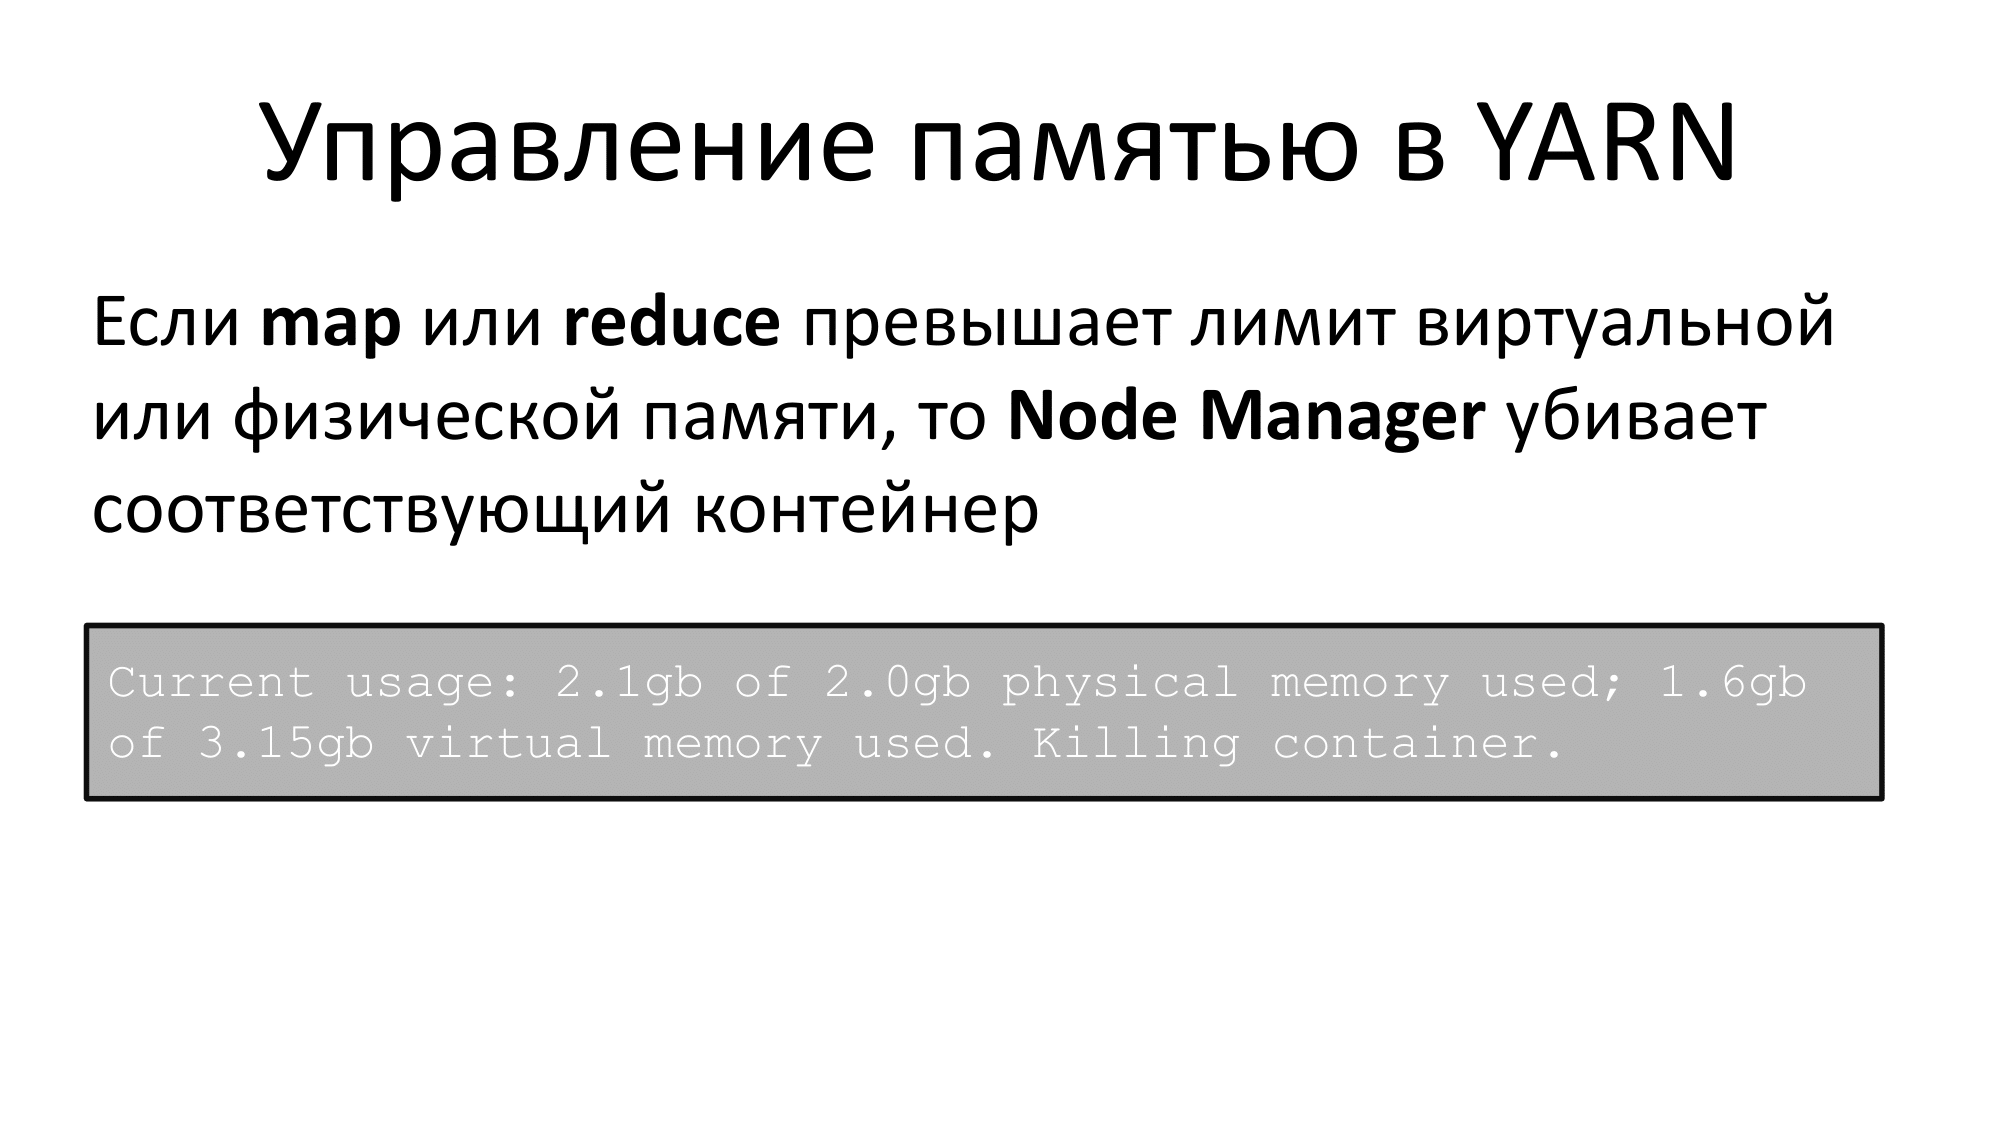 Управление памятью в YARN
Если map или reduce превышает лимит виртуальной
или физической памяти, то Node Manager убивает
соответствующий контейнер
Current usage: 2.1gb of 2.0gb physical memory used; 1.6gb
of 3.15gb virtual memory used. Killing container.